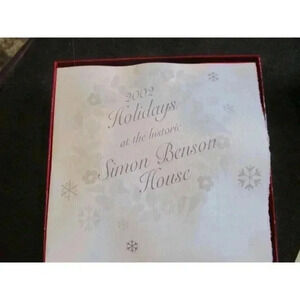 2002
Holidays
at the historic
Simon Benson
House